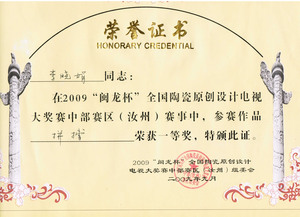 荣誉证书
HONORARY CREDENTIAL
李晓娟 同志:
在2009“闽龙杯”全国陶瓷原创设计电视
大奖赛中部赛区(汝州)赛事中,参赛作品
荣获一等奖,特颁此证。
2009“闽龙杯”全国陶瓷原创设计
电视大奖赛中部赛区(汝州)组委会
二〇〇九年九月